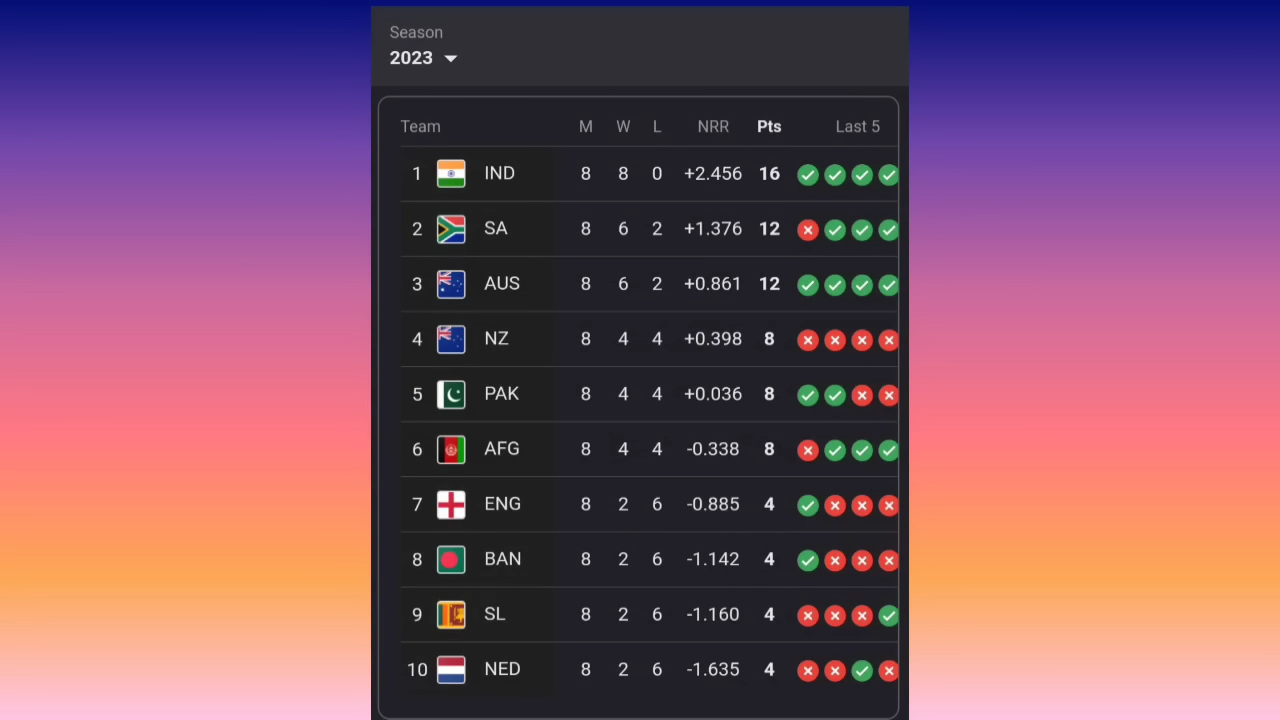 Season
2023
Team M W L NRR Pts Last 5
1 IND 8 8 0 +2.456 16
2 SA 8 6 2 +1.376 12
3 AUS 8 6 2 +0.861 12
4 NZ 8 4 4 +0.398 8
5 PAK 8 4 4 +0.036 8
6 AFG 8 4 4 -0.338 8
7 ENG 8 2 6 -0.885 4
8 BAN 8 2 6 -1.142 4
9 SL 8 2 6 -1.160 4
10 NED 8 2 6 -1.635 4